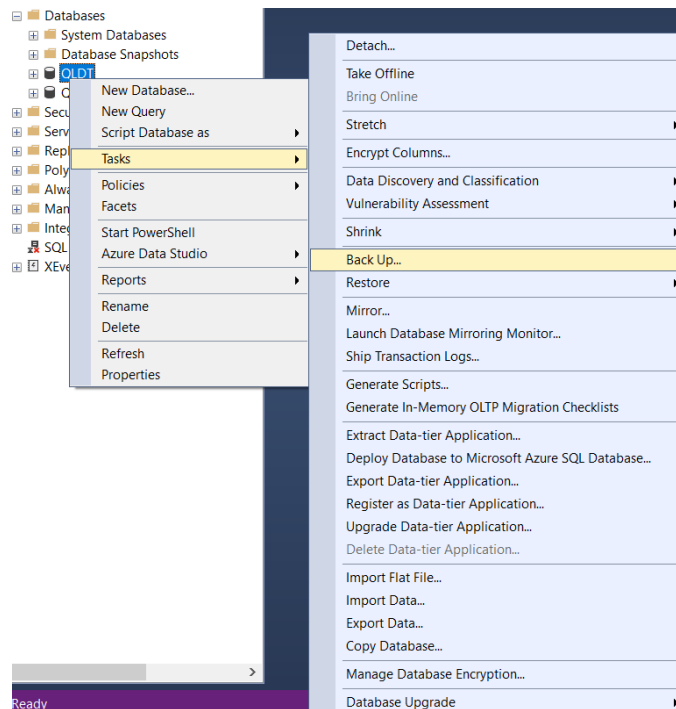 Databases
System Databases
Database Snapshots
QLDT
New Database...
New Query
Script Database as
Tasks
Policies
Facets
Start PowerShell
Azure Data Studio
Reports
Rename
Delete
Refresh
Properties
SQL
XEve
Ready
Detach...
Take Offline
Bring Online
Stretch
Encrypt Columns...
Data Discovery and Classification
Vulnerability Assessment
Shrink
Back Up...
Restore
Mirror...
Launch Database Mirroring Monitor...
Ship Transaction Logs...
Generate Scripts...
Generate In-Memory OLTP Migration Checklists
Extract Data-tier Application...
Deploy Database to Microsoft Azure SQL Database...
Export Data-tier Application...
Register as Data-tier Application...
Upgrade Data-tier Application...
Delete Data-tier Application...
Import Flat File...
Import Data...
Export Data...
Copy Database...
Manage Database Encryption...
Database Upgrade